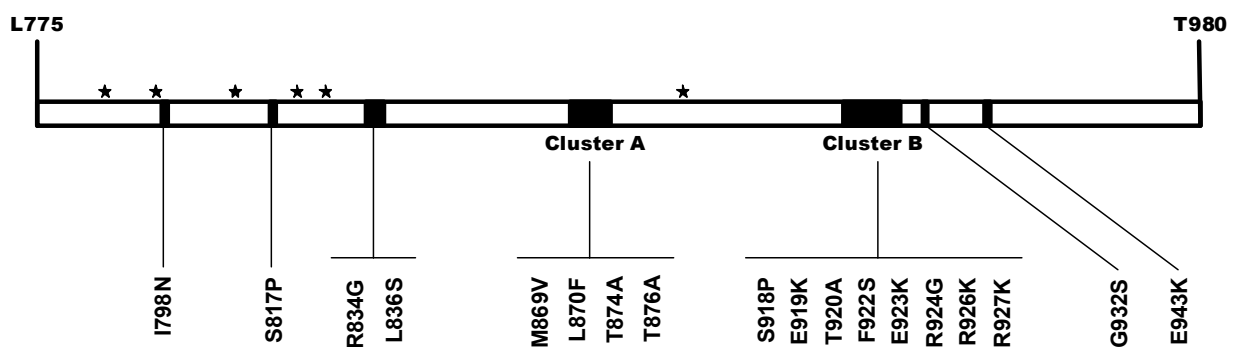 L775
T980
Cluster A
Cluster B
I798N
S817P
R834G
L836S
M869V
L870F
T874A
T876A
S918P
E919K
T920A
F922S
E923K
R924G
R926K
R927K
G932S
E943K